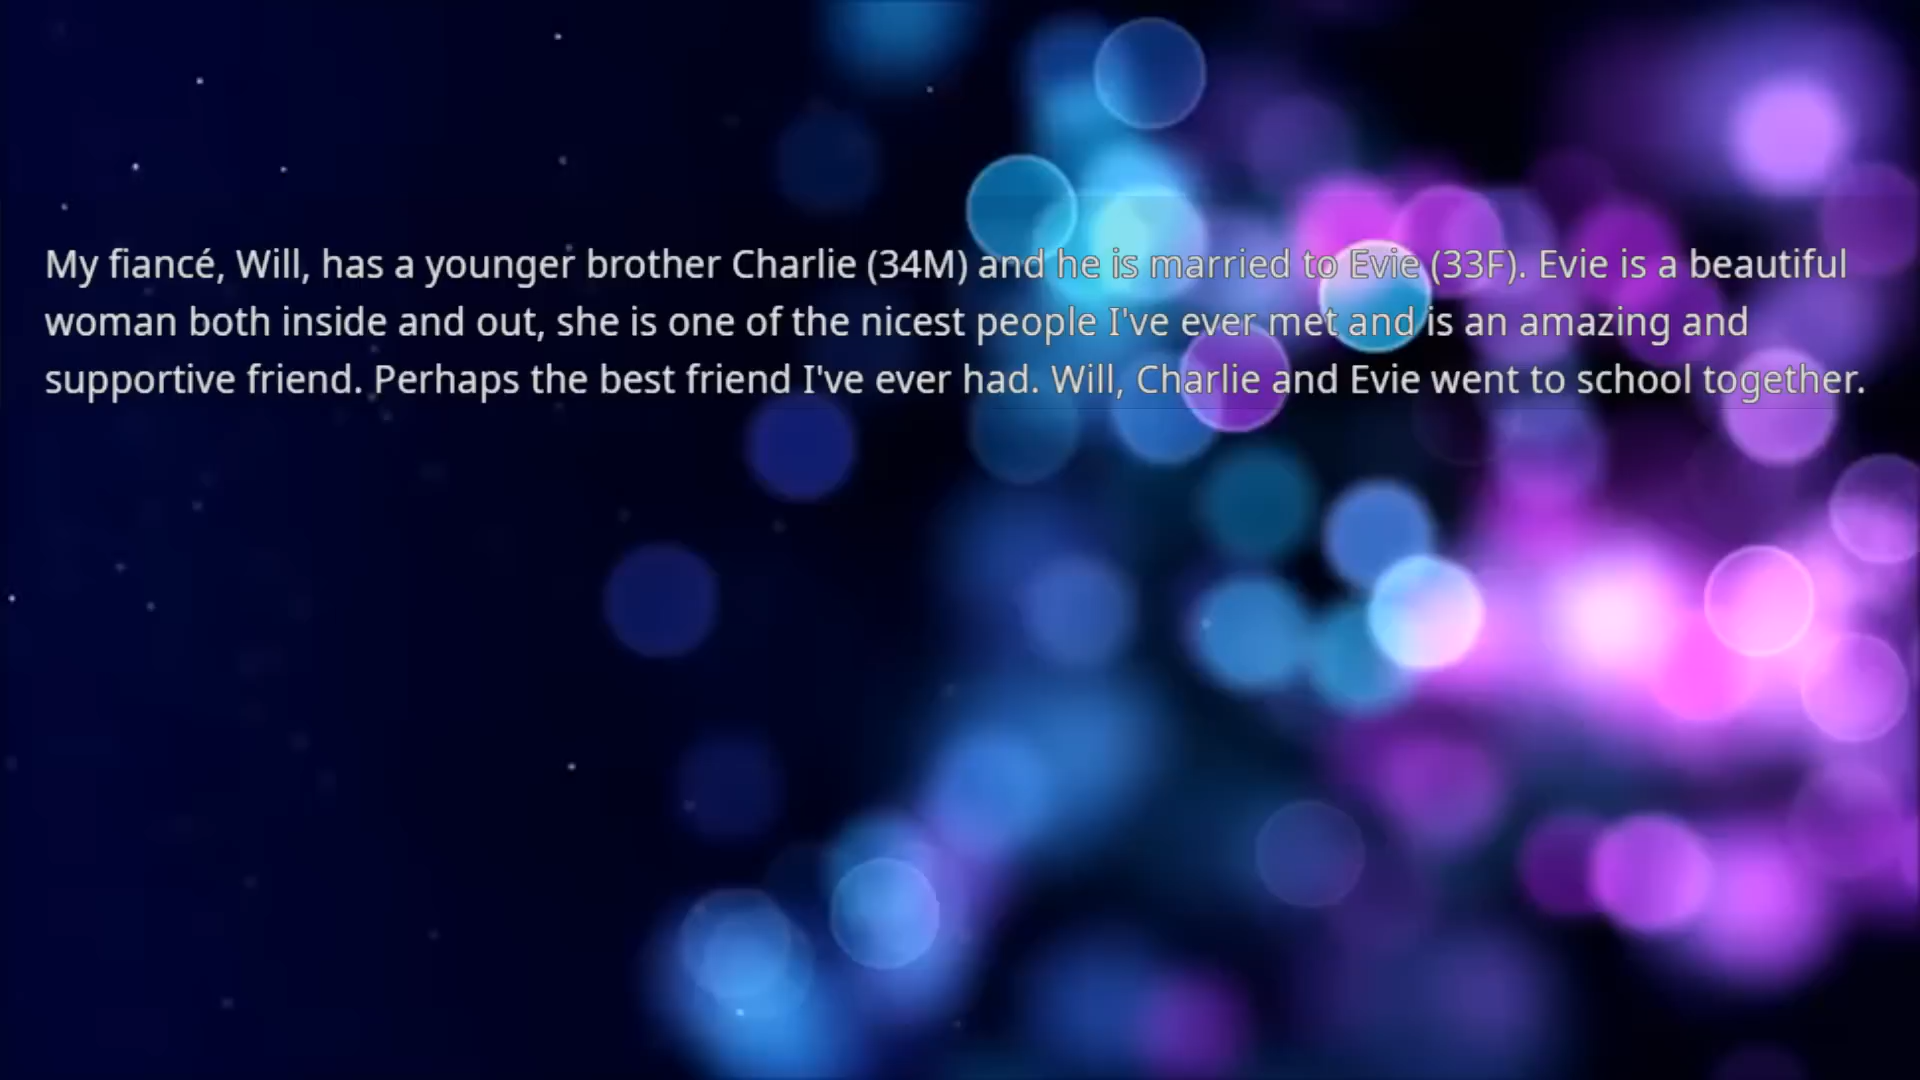 My fiancé, Will, has a younger brother Charlie (34M) and he is married to Evie (33F). Evie is a beautiful
woman both inside and out, she is one of the nicest people I've ever met and is an amazing and
supportive friend. Perhaps the best friend I've ever had. Will, Charlie and Evie went to school together.